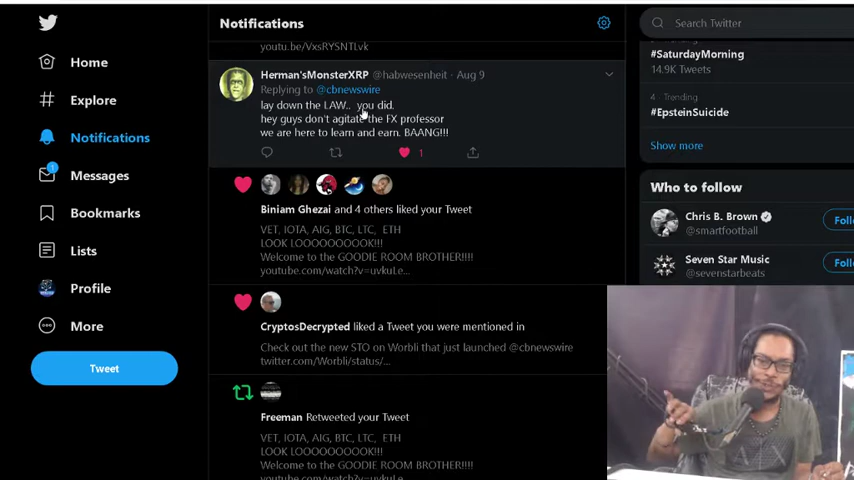 Home
Explore
Notifications
1
Messages
Bookmarks
Lists
Profile
More
Tweet
Notifications
youtu.be/VxsRYSNTLvk
Herman'sMonsterXRP @habwesenheit · Aug 9
Replying to @cbnewswire
lay down the LAW.. you did.
hey guys don't agitate the FX professor
we are here to learn and earn. BAANG!!!
1
Biniam Ghezai and 4 others liked your Tweet
VET, IOTA, AIG, BTC, LTC, ETH
LOOK LOOOOOOOOK!!!
Welcome to the GOODIE ROOM BROTHER!!!!
youtube.com/watch?v=uvkuLe...
CryptosDecrypted liked a Tweet you were mentioned in
Check out the new STO on Worbli that just launched @cbnewswire
twitter.com/Worbli/status/...
Freeman Retweeted your Tweet
VET, IOTA, AIG, BTC, LTC, ETH
LOOK LOOOOOOOOK!!!
Welcome to the GOODIE ROOM BROTHER!!!!
Search Twitter
#SaturdayMorning
14.9K Tweets
4 · Trending
#EpsteinSuicide
Show more
Who to follow
Chris B. Brown
@smartfootball
Foll
Seven Star Music
@sevenstarbeats
Foll